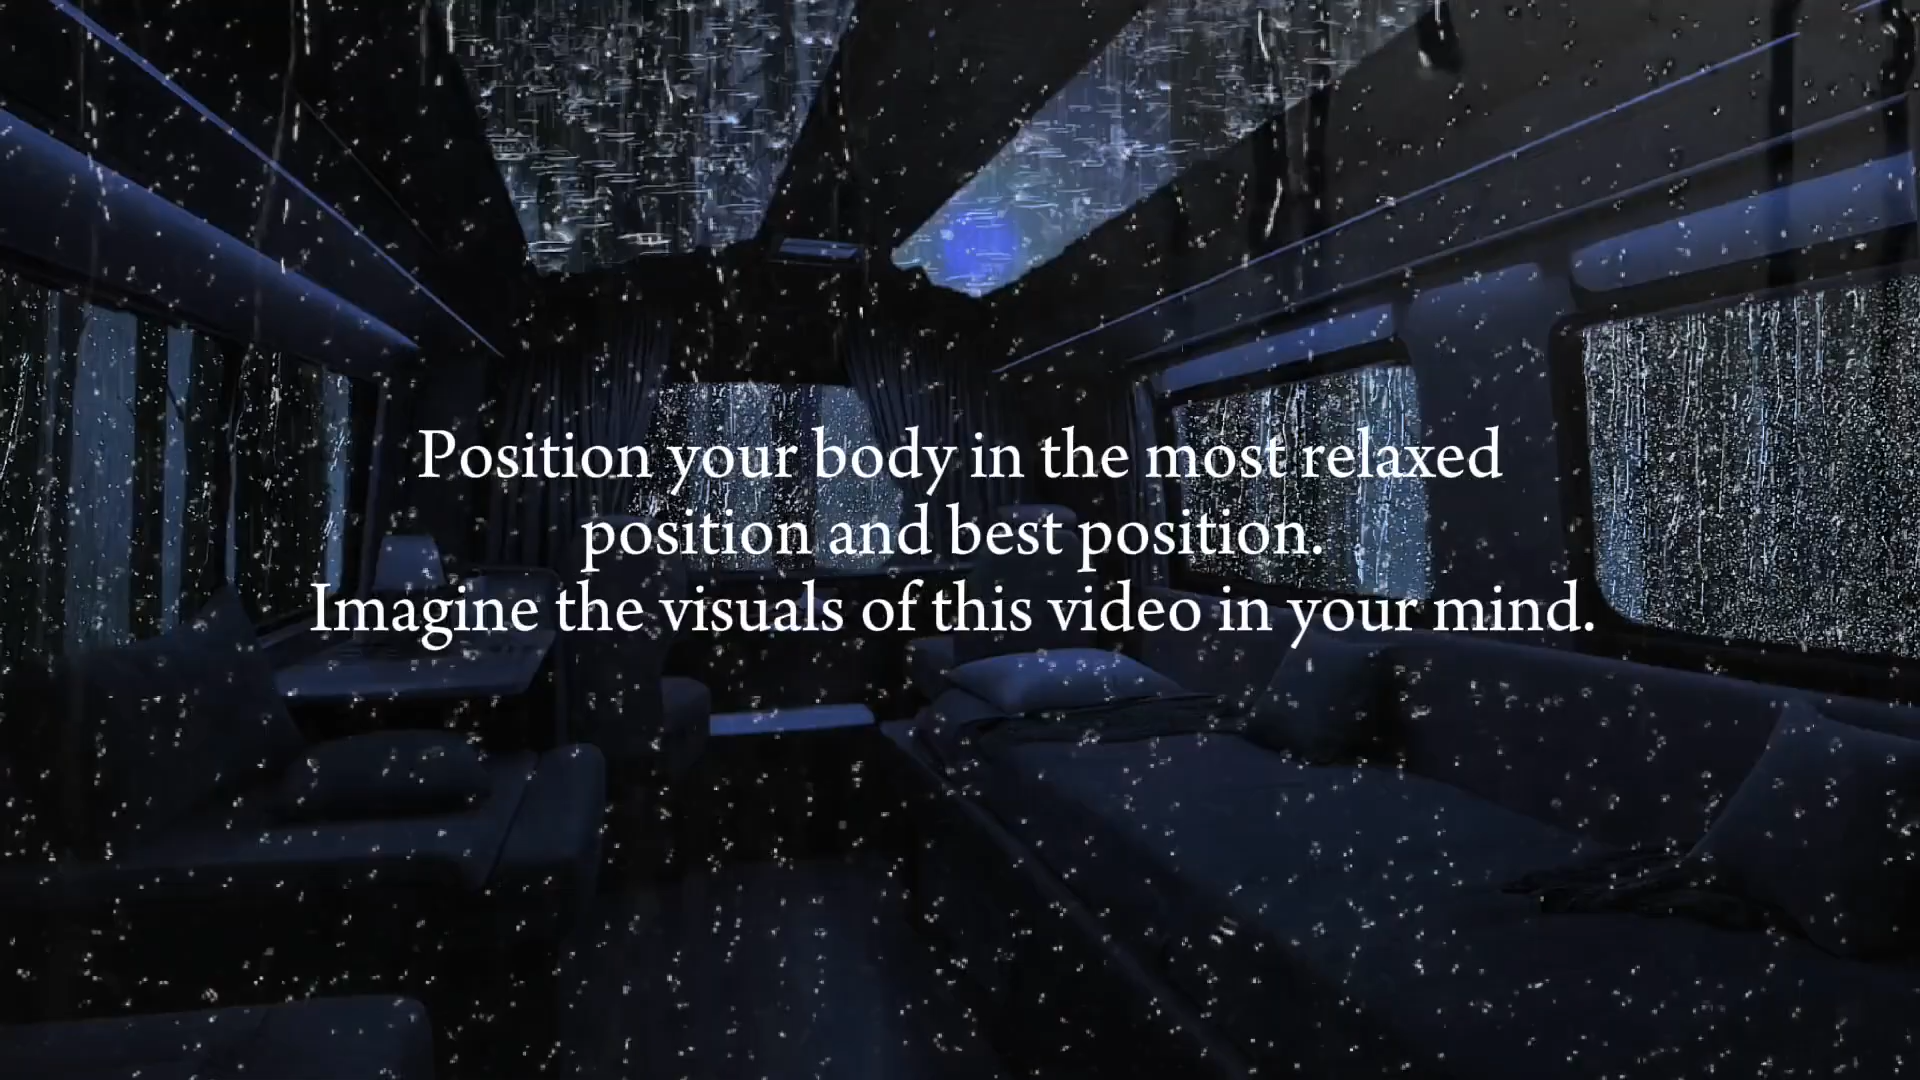 Position your body in the most relaxed
position and best position.
Imagine the visuals of this video in your mind.